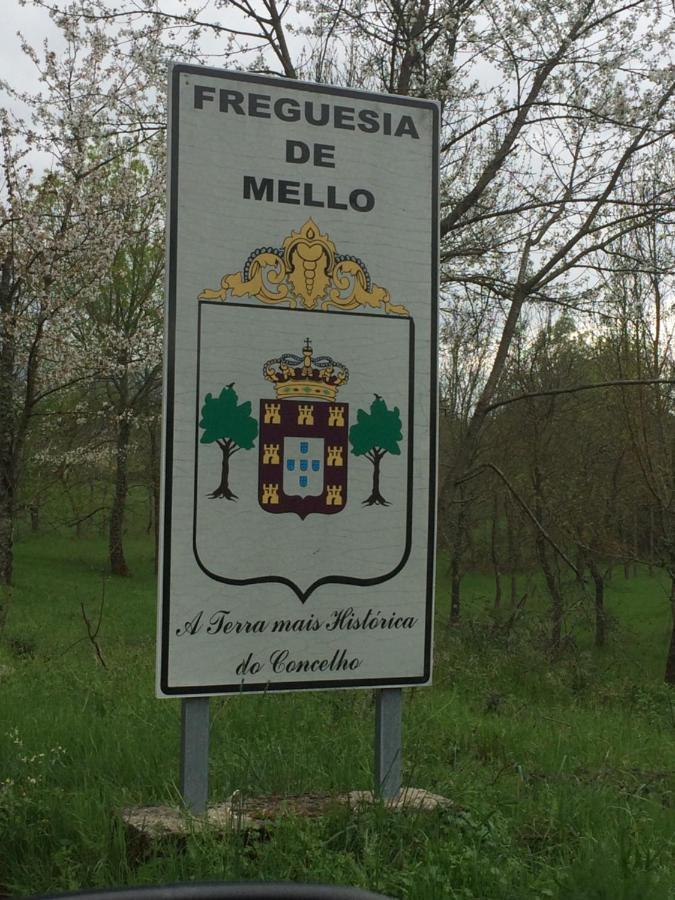 FREGUESIA
DE
MELLO
A Terra mais Histórica
do Concelho